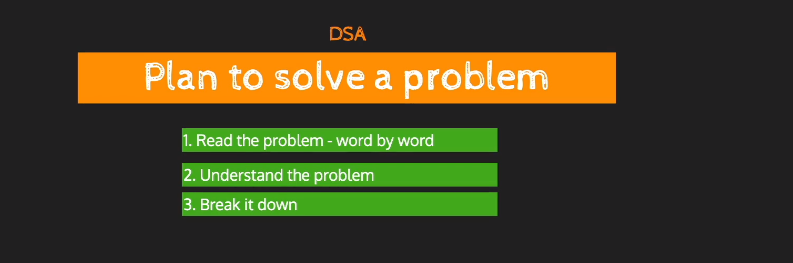 DSA
Plan to solve a problem
1. Read the problem - word by word
2. Understand the problem
3. Break it down